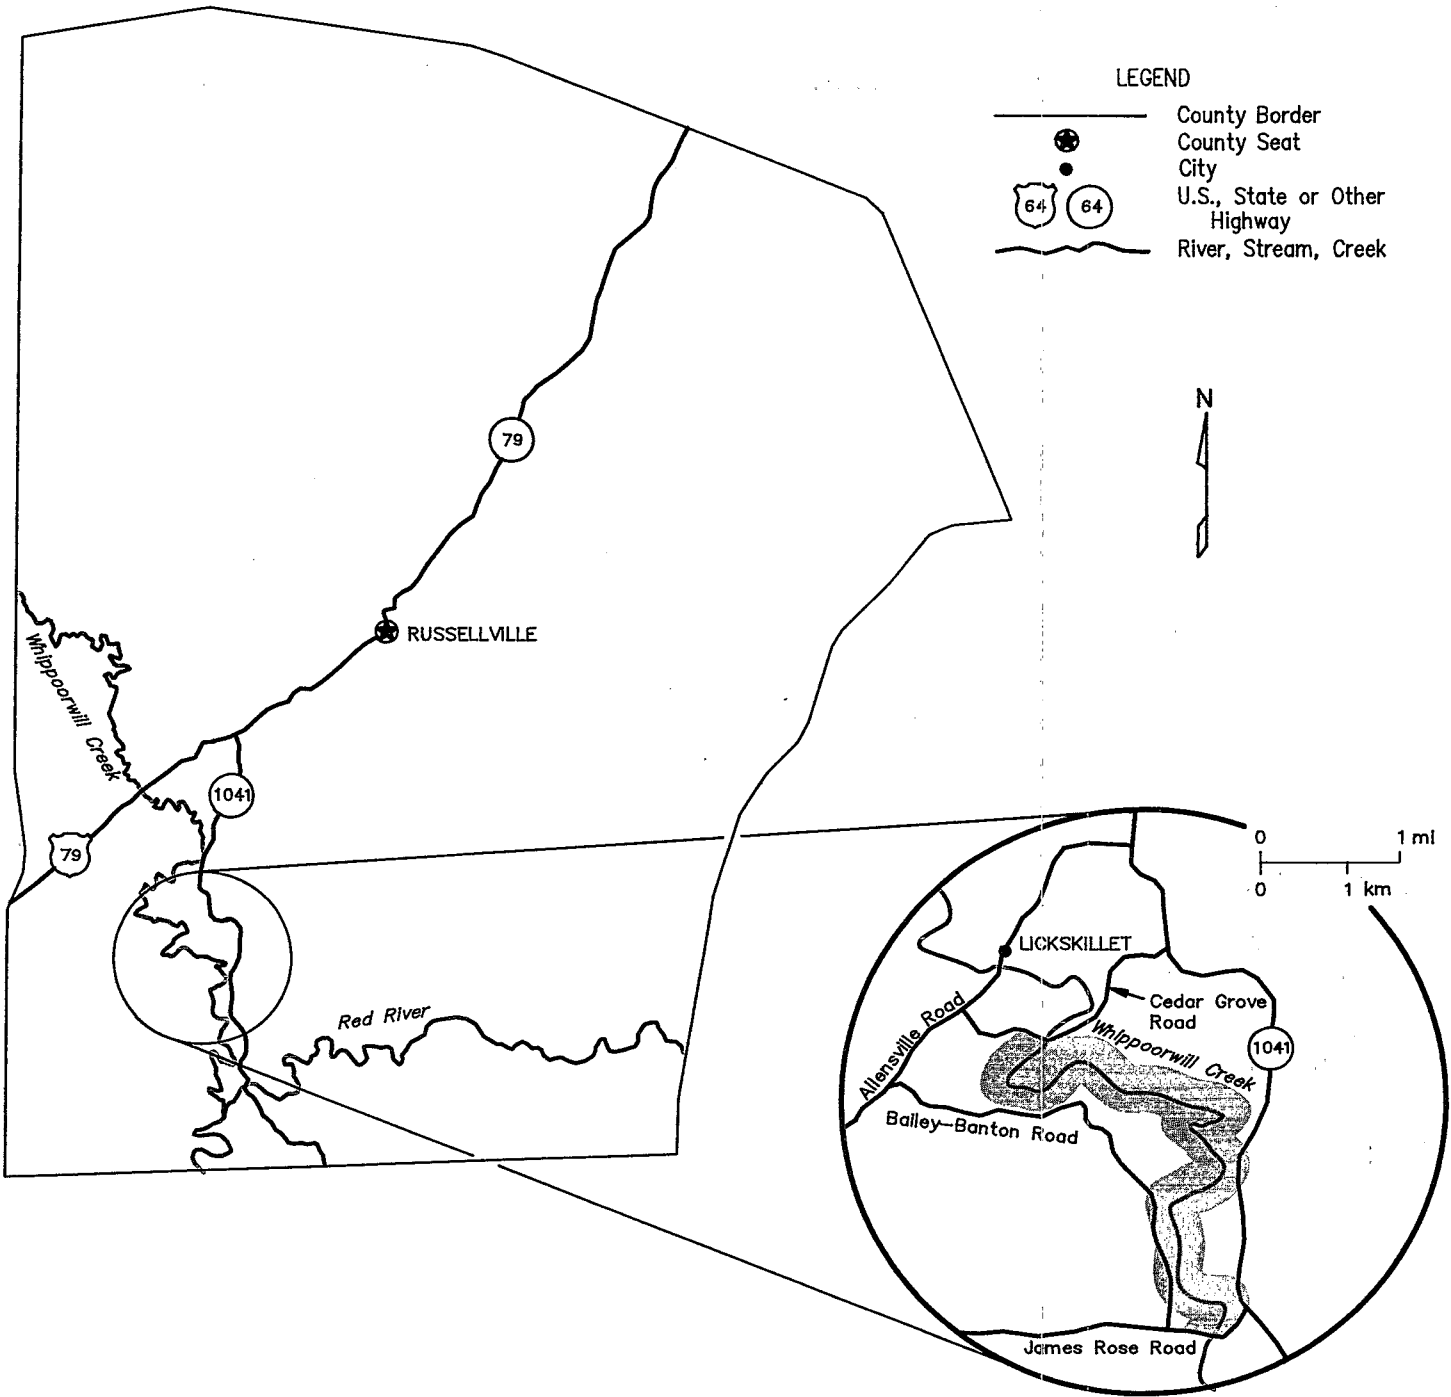 LEGEND
County Border
County Seat
City
64 64 U.S., State or Other
Highway
River, Stream, Creek
N
79
RUSSELLVILLE
Whippoorwill Creek
1041
79
0 1 mi
0 1 km
LICKSKILLET
Cedar Grove
Road
Allensville Road
Whippoorwill Creek
1041
Red River
Bailey-Banton Road
James Rose Road